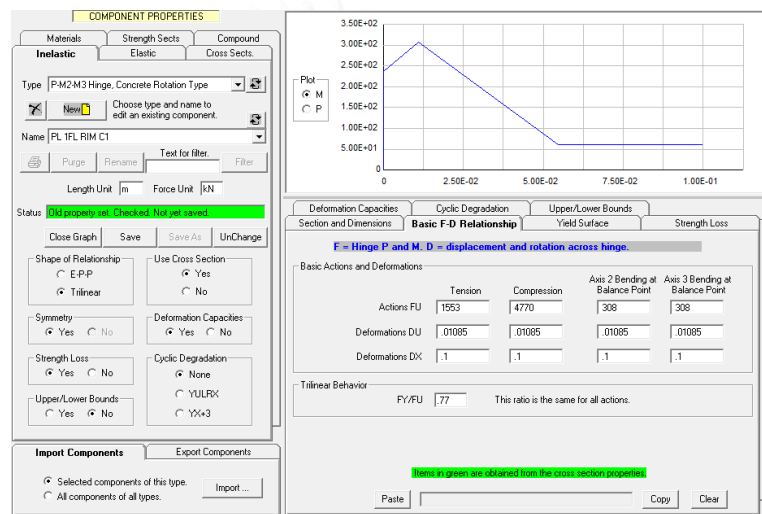 COMPONENT PROPERTIES
Materials Strength Sects Compound
Inelastic Elastic Cross Sects.
Type P-M2-M3 Hinge, Concrete Rotation Type
New Choose type and name to
edit an existing component.
Name PL 1FL RIM C1
Text for filter.
Purge Rename Filter
Length Unit m Force Unit kN
Status Old property set. Checked. Not yet saved.
Close Graph Save Save As UnChange
Shape of Relationship
E-P-P
Trilinear
Use Cross Section
Yes
No
Symmetry
Yes No
Deformation Capacities
Yes No
Strength Loss
Yes No
Cyclic Degradation
None
YULRX
YX+3
Upper/Lower Bounds
Yes No
Import Components Export Components
Selected components of this type.
All components of all types.
Import ...
Plot
M
P
3.50E+02
3.00E+02
2.50E+02
2.00E+02
1.50E+02
1.00E+02
5.00E+01
0
0 2.50E-02 5.00E-02 7.50E-02 1.00E-01
Deformation Capacities Cyclic Degradation Upper/Lower Bounds
Section and Dimensions Basic F-D Relationship Yield Surface Strength Loss
F = Hinge P and M. D = displacement and rotation across hinge.
Basic Actions and Deformations
Tension Compression Axis 2 Bending at Balance Point Axis 3 Bending at Balance Point
Actions FU 1553 4770 308 308
Deformations DU .01085 .01085 .01085 .01085
Deformations DX .1 .1 .1 .1
Trilinear Behavior
FY/FU .77 This ratio is the same for all actions.
Items in green are obtained from the cross section properties.
Paste Copy Clear